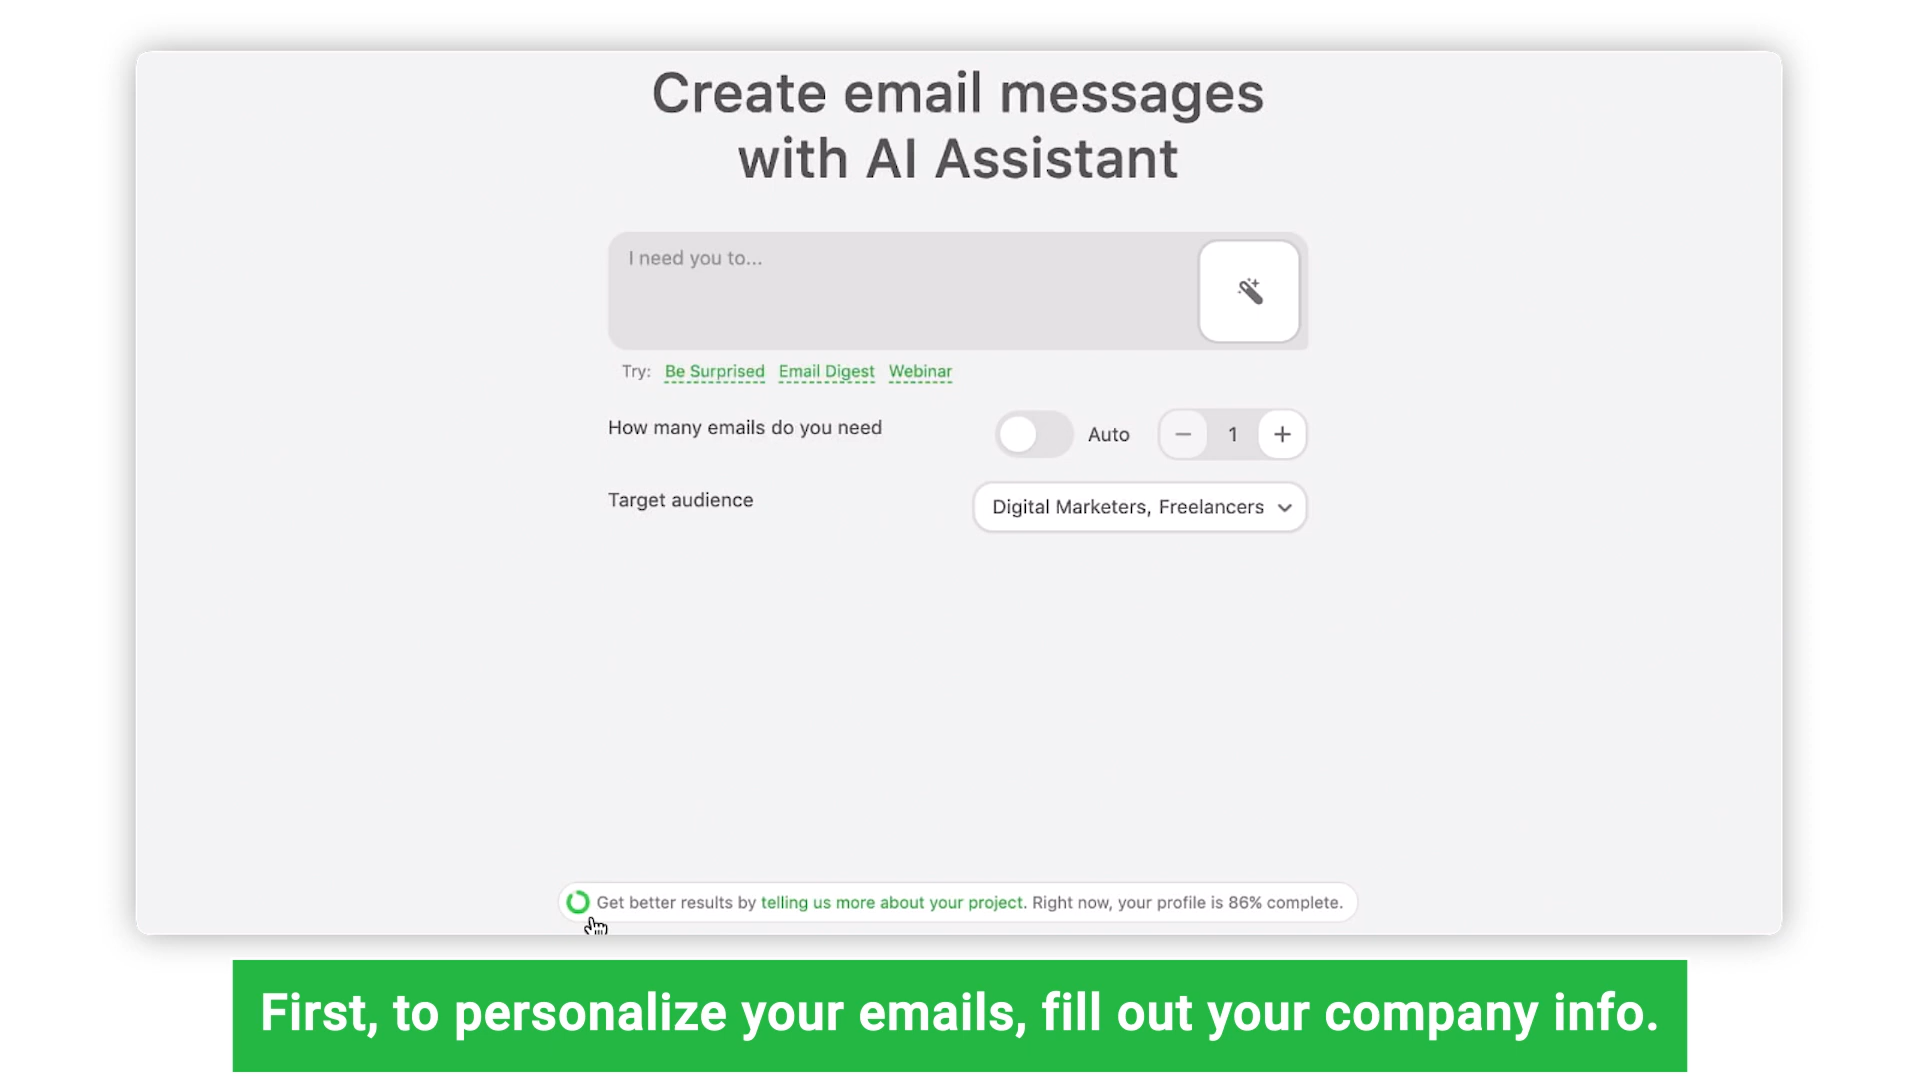 Create email messages
with AI Assistant
I need you to...
Try: Be Surprised Email Digest Webinar
How many emails do you need Auto − 1 +
Target audience Digital Marketers, Freelancers
Get better results by telling us more about your project. Right now, your profile is 86% complete.
First, to personalize your emails, fill out your company info.